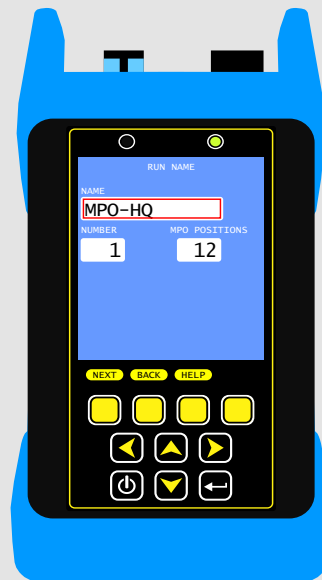 RUN NAME
NAME
MPO-HQ
NUMBER MPO POSITIONS
1 12
NEXT BACK HELP